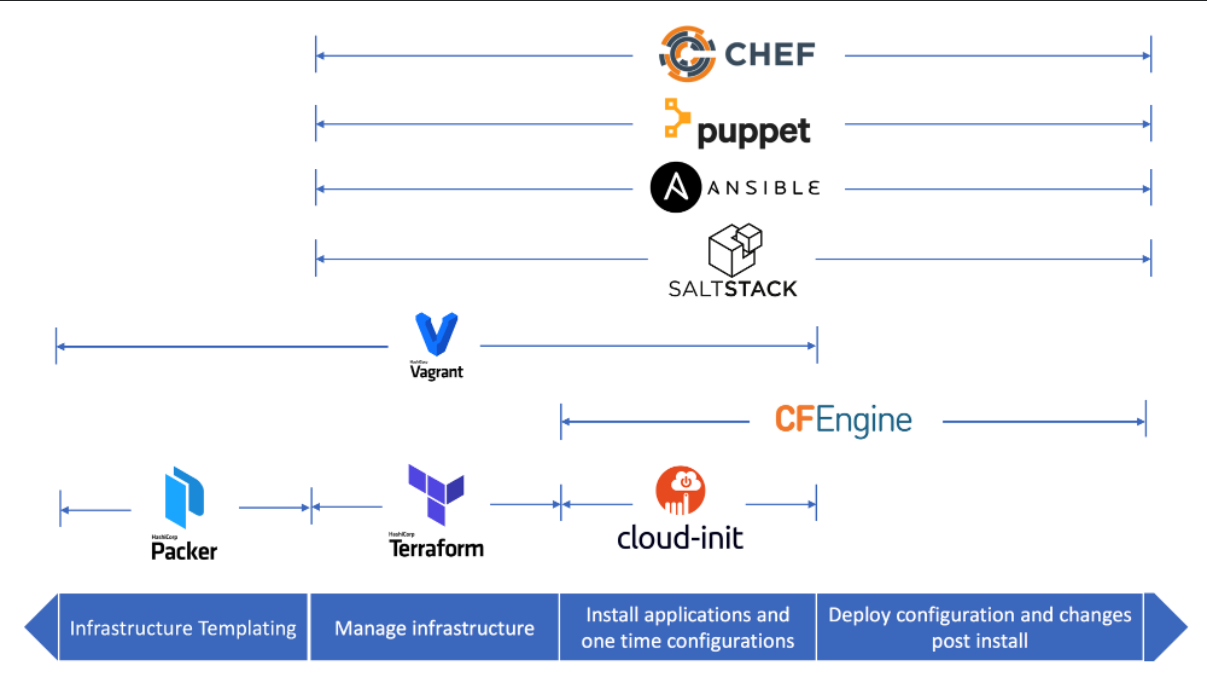 CHEF
puppet
ANSIBLE
SALTSTACK
HashiCorp
Vagrant
CFEngine
HashiCorp
Packer
HashiCorp
Terraform
cloud-init
Infrastructure Templating
Manage infrastructure
Install applications and
one time configurations
Deploy configuration and changes
post install